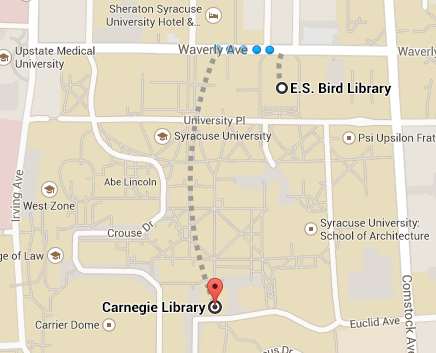 Sheraton Syracuse
University Hotel &...
Upstate Medical
University
Waverly Ave
Waverly
E.S. Bird Library
University Pl
Syracuse University
Psi Upsilon Frat
Abe Lincoln
Irving Ave
West Zone
Crouse Dr
Syracuse University:
School of Architecture
ge of Law
Carnegie Library
Carrier Dome
Euclid Ave
Comstock Ave
us Dr